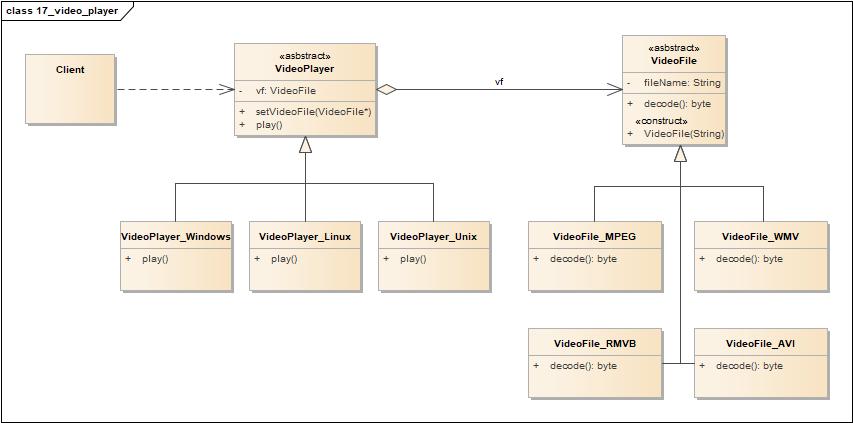 class 17_video_player
Client
«asbstract»
VideoPlayer
- vf: VideoFile
+ setVideoFile(VideoFile*)
+ play()
vf
«asbstract»
VideoFile
- fileName: String
+ decode(): byte
«construct»
+ VideoFile(String)
VideoPlayer_Windows
+ play()
VideoPlayer_Linux
+ play()
VideoPlayer_Unix
+ play()
VideoFile_MPEG
+ decode(): byte
VideoFile_WMV
+ decode(): byte
VideoFile_RMVB
+ decode(): byte
VideoFile_AVI
+ decode(): byte